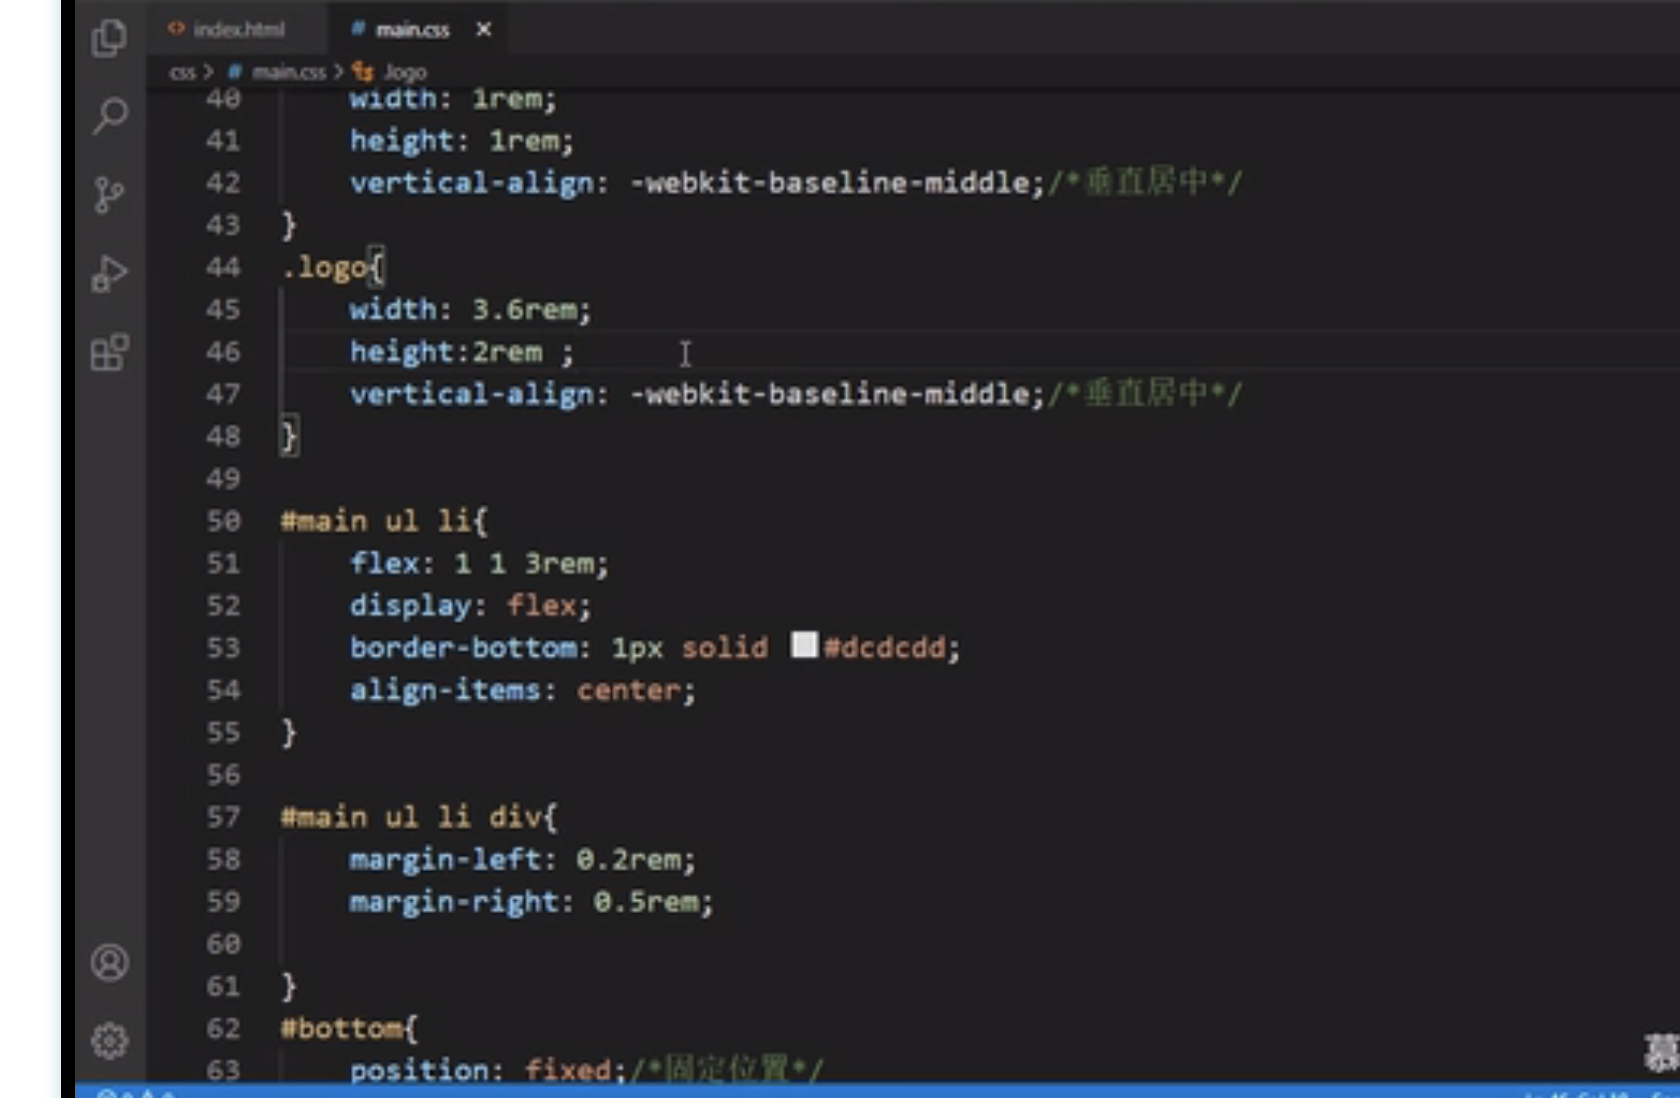 index.html
# main.css
css > # main.css > .logo
40 width: 1rem;
41 height: 1rem;
42 vertical-align: -webkit-baseline-middle;/*垂直居中*/
43 }
44 .logo{
45 width: 3.6rem;
46 height:2rem ;
47 vertical-align: -webkit-baseline-middle;/*垂直居中*/
48 }
49
50 #main ul li{
51 flex: 1 1 3rem;
52 display: flex;
53 border-bottom: 1px solid #dcdcdd;
54 align-items: center;
55 }
56
57 #main ul li div{
58 margin-left: 0.2rem;
59 margin-right: 0.5rem;
60
61 }
62 #bottom{
63 position: fixed;/*固定位置*/
慕